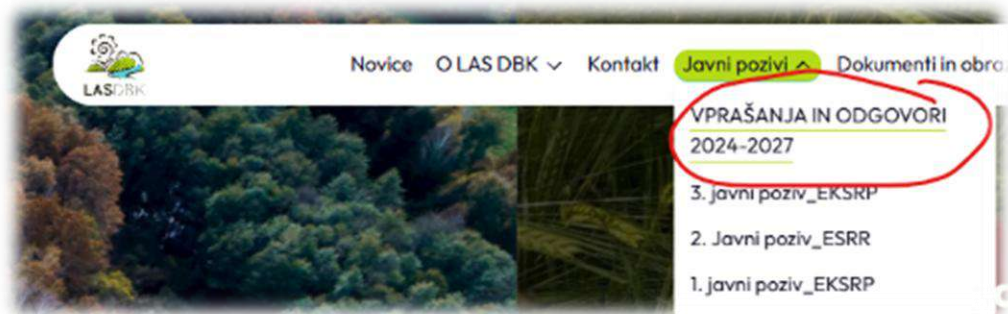 LASDBK
Novice O LAS DBK Kontakt Javni pozivi Dokumenti in obra
VPRAŠANJA IN ODGOVORI
2024-2027
3. javni poziv_EKSRP
2. Javni poziv_ESRR
1. javni poziv_EKSRP